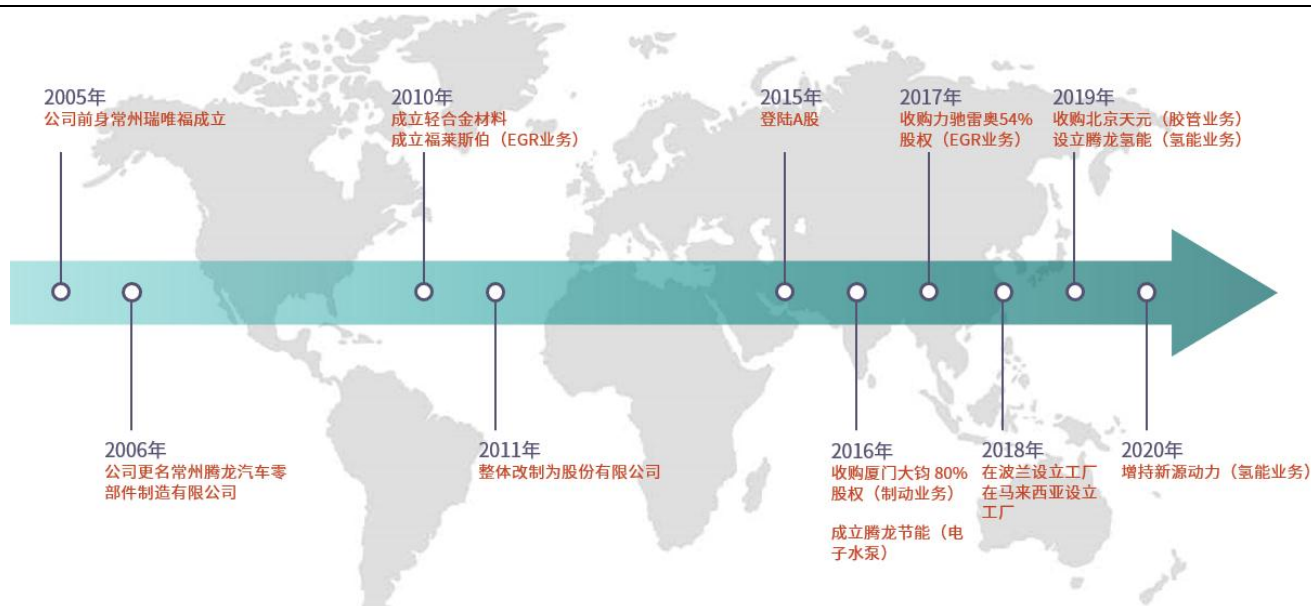 2005年
公司前身常州瑞唯福成立
2006年
公司更名常州腾龙汽车零
部件制造有限公司
2010年
成立轻合金材料
成立福莱斯伯（EGR业务）
2011年
整体改制为股份有限公司
2015年
登陆A股
2016年
收购厦门大钧 80%
股权（制动业务）
成立腾龙节能（电
子水泵）
2017年
收购力驰雷奥54%
股权（EGR业务）
2018年
在波兰设立工厂
在马来西亚设立
工厂
2019年
收购北京天元（胶管业务）
设立腾龙氢能（氢能业务）
2020年
增持新源动力（氢能业务）